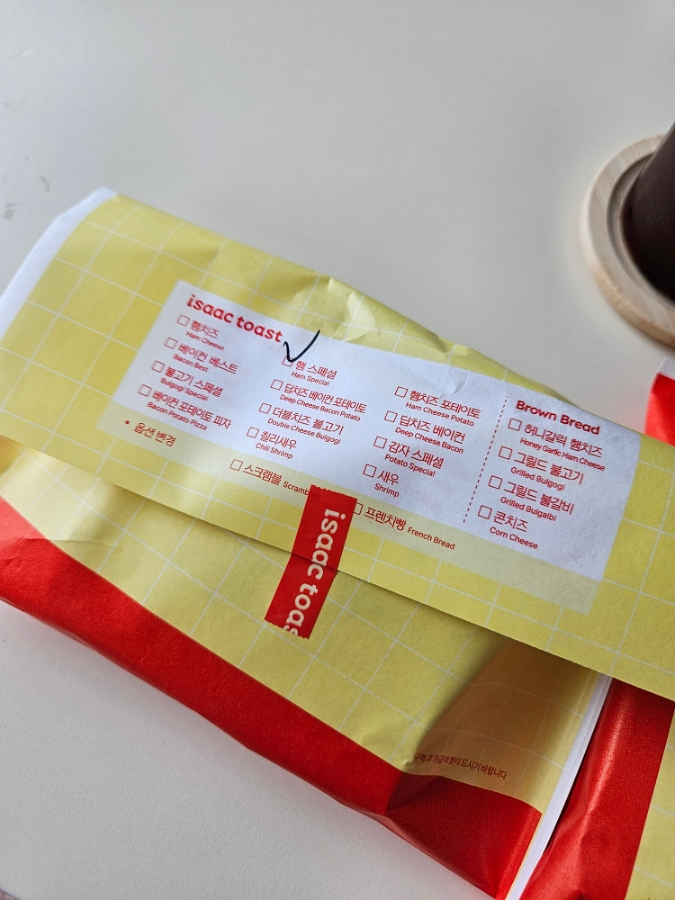 isaac toast
햄치즈
Ham Cheese
베이컨 베스트
Bacon Best
불고기 스페셜
Bulgogi Special
베이컨 포테이토 피자
Bacon Potato Pizza
햄 스페셜
Ham Special
딥치즈 베이컨 포테이토
Deep Cheese Bacon Potato
더블치즈 불고기
Double Cheese Bulgogi
칠리새우
Chili Shrimp
햄치즈 포테이토
Ham Cheese Potato
딥치즈 베이컨
Deep Cheese Bacon
감자 스페셜
Potato Special
새우
Shrimp
Brown Bread
허니갈릭 햄치즈
Honey Garlic Ham Cheese
그릴드 불고기
Grilled Bulgogi
그릴드 불갈비
Grilled Bulgalbi
콘치즈
Corn Cheese
• 옵션 변경
스크램블
프렌치빵 French Bread
isaac
드시기 바랍니다